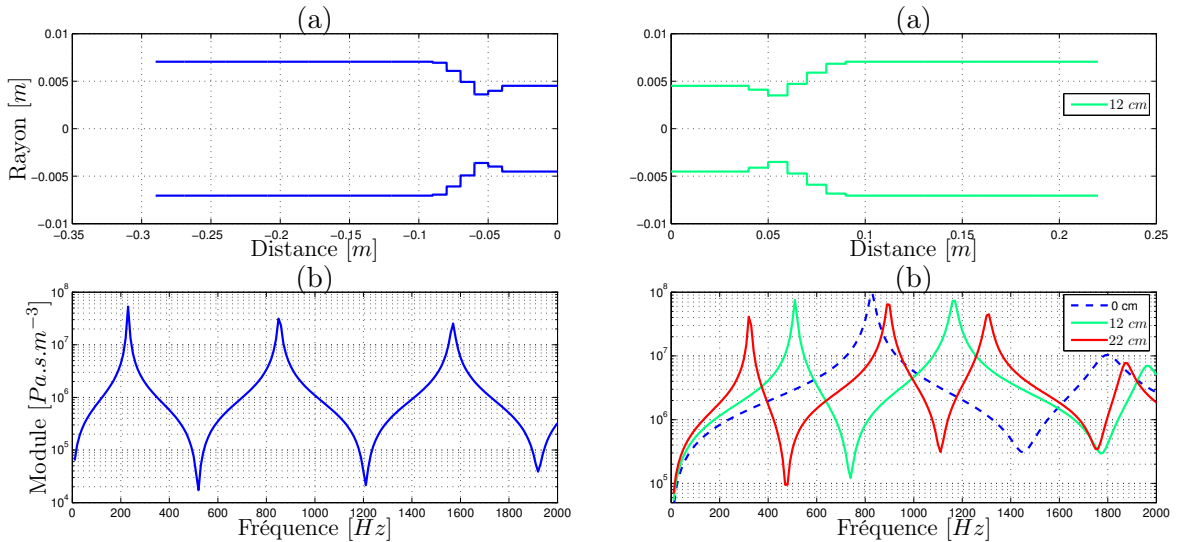 (a)
0.01
0.005
0
−0.005
−0.01
Rayon [m]
−0.35 −0.3 −0.25 −0.2 −0.15 −0.1 −0.05 0
Distance [m]
(a)
0.01
0.005
0
−0.005
−0.01
12 cm
0 0.05 0.1 0.15 0.2 0.25
Distance [m]
(b)
10^8
10^7
10^6
10^5
10^4
Module [Pa.s.m^{−3}]
0 200 400 600 800 1000 1200 1400 1600 1800 2000
Fréquence [Hz]
(b)
10^8
10^7
10^6
10^5
0 cm
12 cm
22 cm
0 200 400 600 800 1000 1200 1400 1600 1800 2000
Fréquence [Hz]